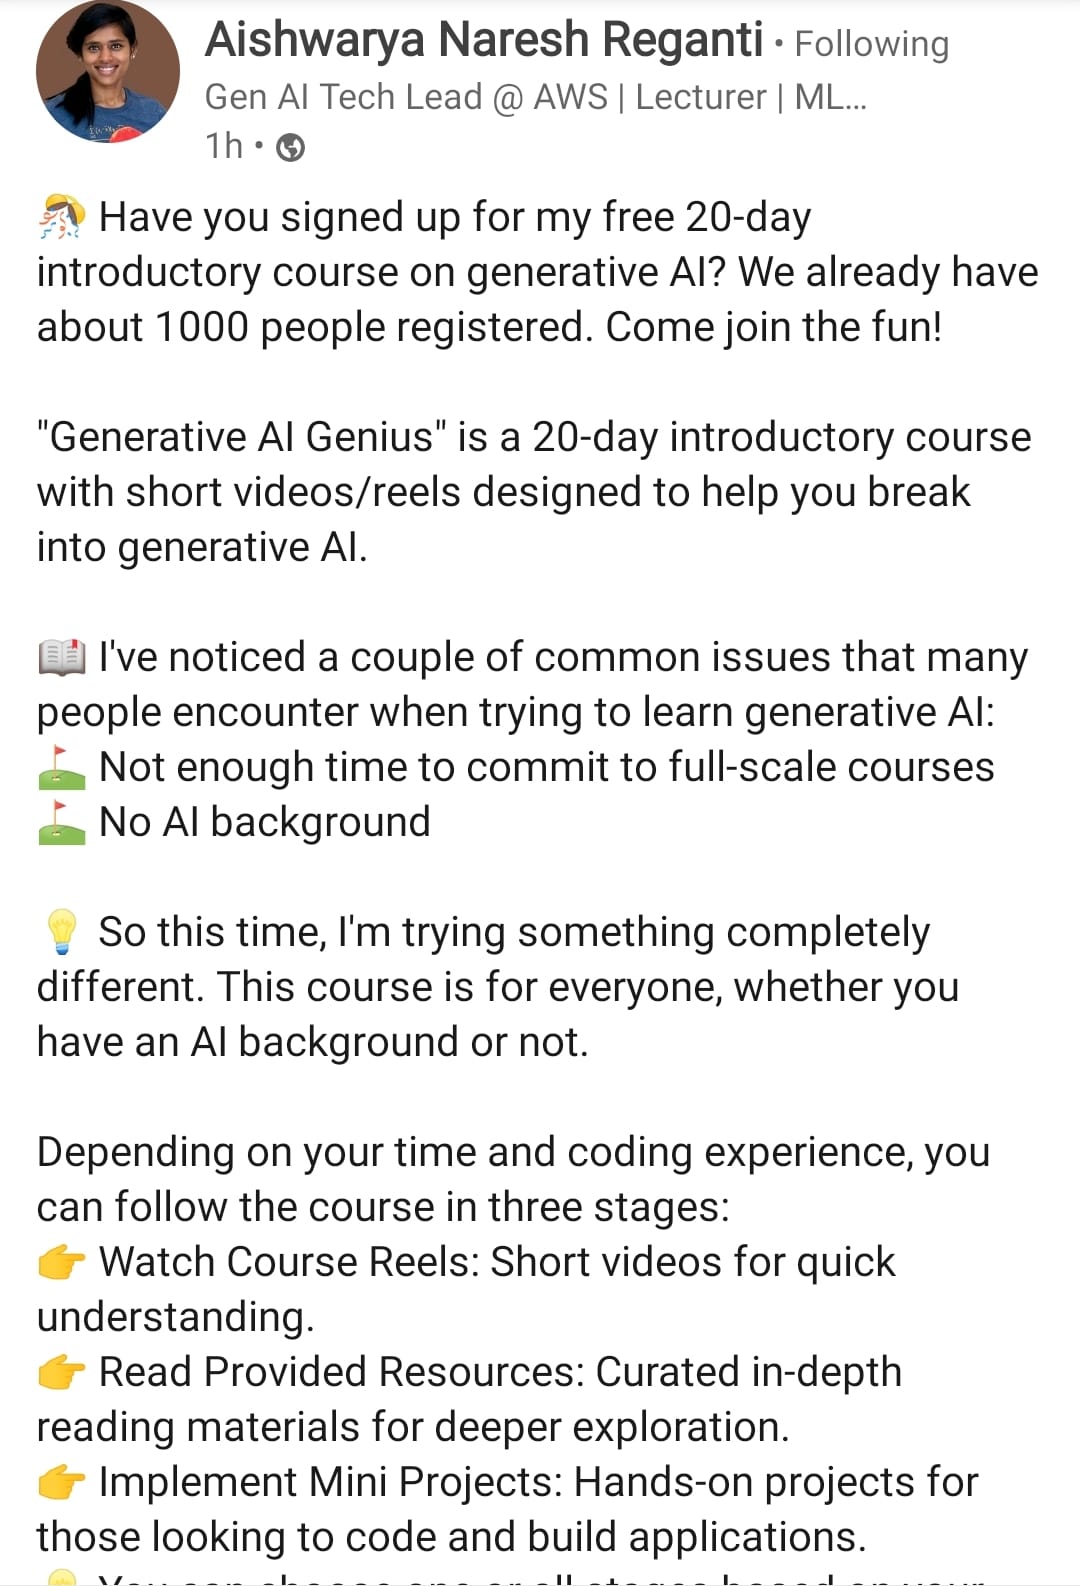 Aishwarya Naresh Reganti • Following
Gen AI Tech Lead @ AWS | Lecturer | ML...
1h •
Have you signed up for my free 20-day
introductory course on generative AI? We already have
about 1000 people registered. Come join the fun!
"Generative AI Genius" is a 20-day introductory course
with short videos/reels designed to help you break
into generative AI.
📖 I've noticed a couple of common issues that many
people encounter when trying to learn generative AI:
⛳ Not enough time to commit to full-scale courses
⛳ No AI background
💡 So this time, I'm trying something completely
different. This course is for everyone, whether you
have an AI background or not.
Depending on your time and coding experience, you
can follow the course in three stages:
👉 Watch Course Reels: Short videos for quick
understanding.
👉 Read Provided Resources: Curated in-depth
reading materials for deeper exploration.
👉 Implement Mini Projects: Hands-on projects for
those looking to code and build applications.